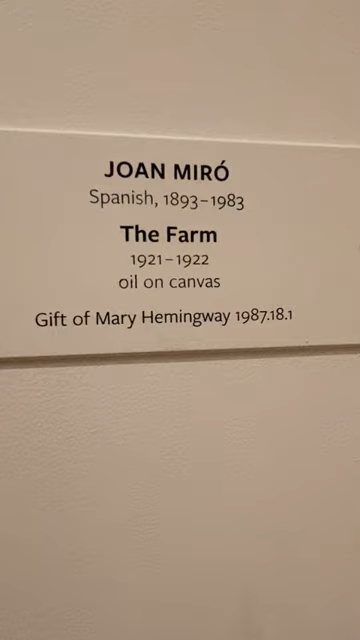 JOAN MIRÓ
Spanish, 1893–1983
The Farm
1921–1922
oil on canvas
Gift of Mary Hemingway 1987.18.1